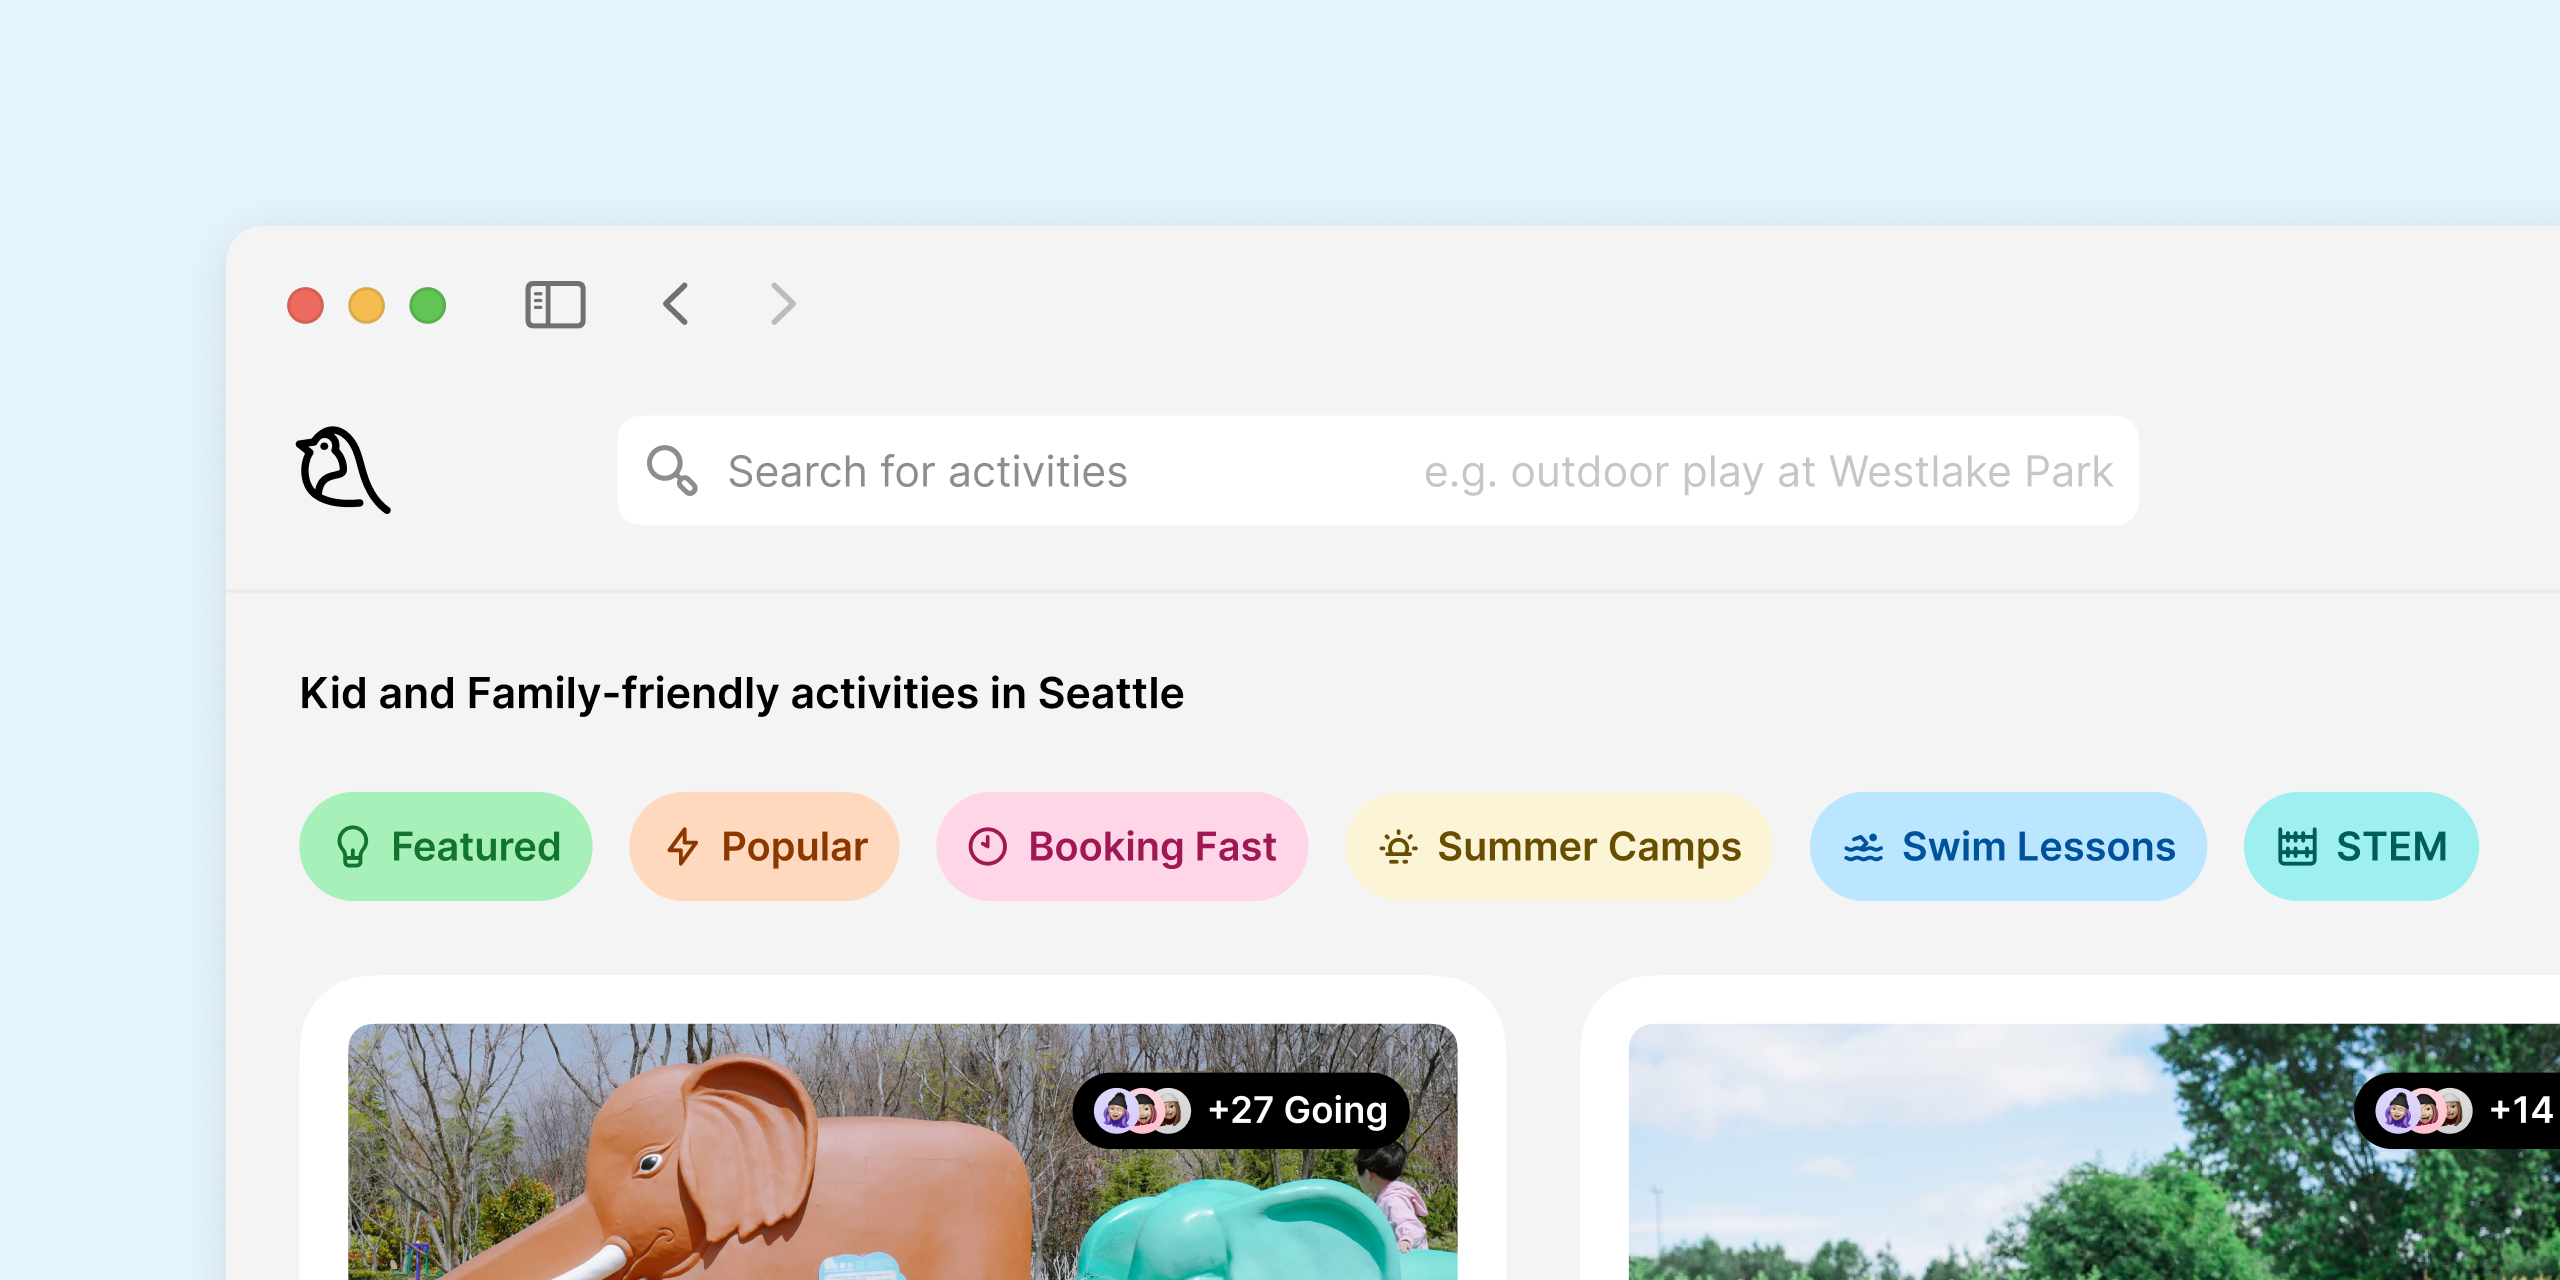 Search for activities
e.g. outdoor play at Westlake Park
Kid and Family-friendly activities in Seattle
Featured
Popular
Booking Fast
Summer Camps
Swim Lessons
STEM
+27 Going
+14